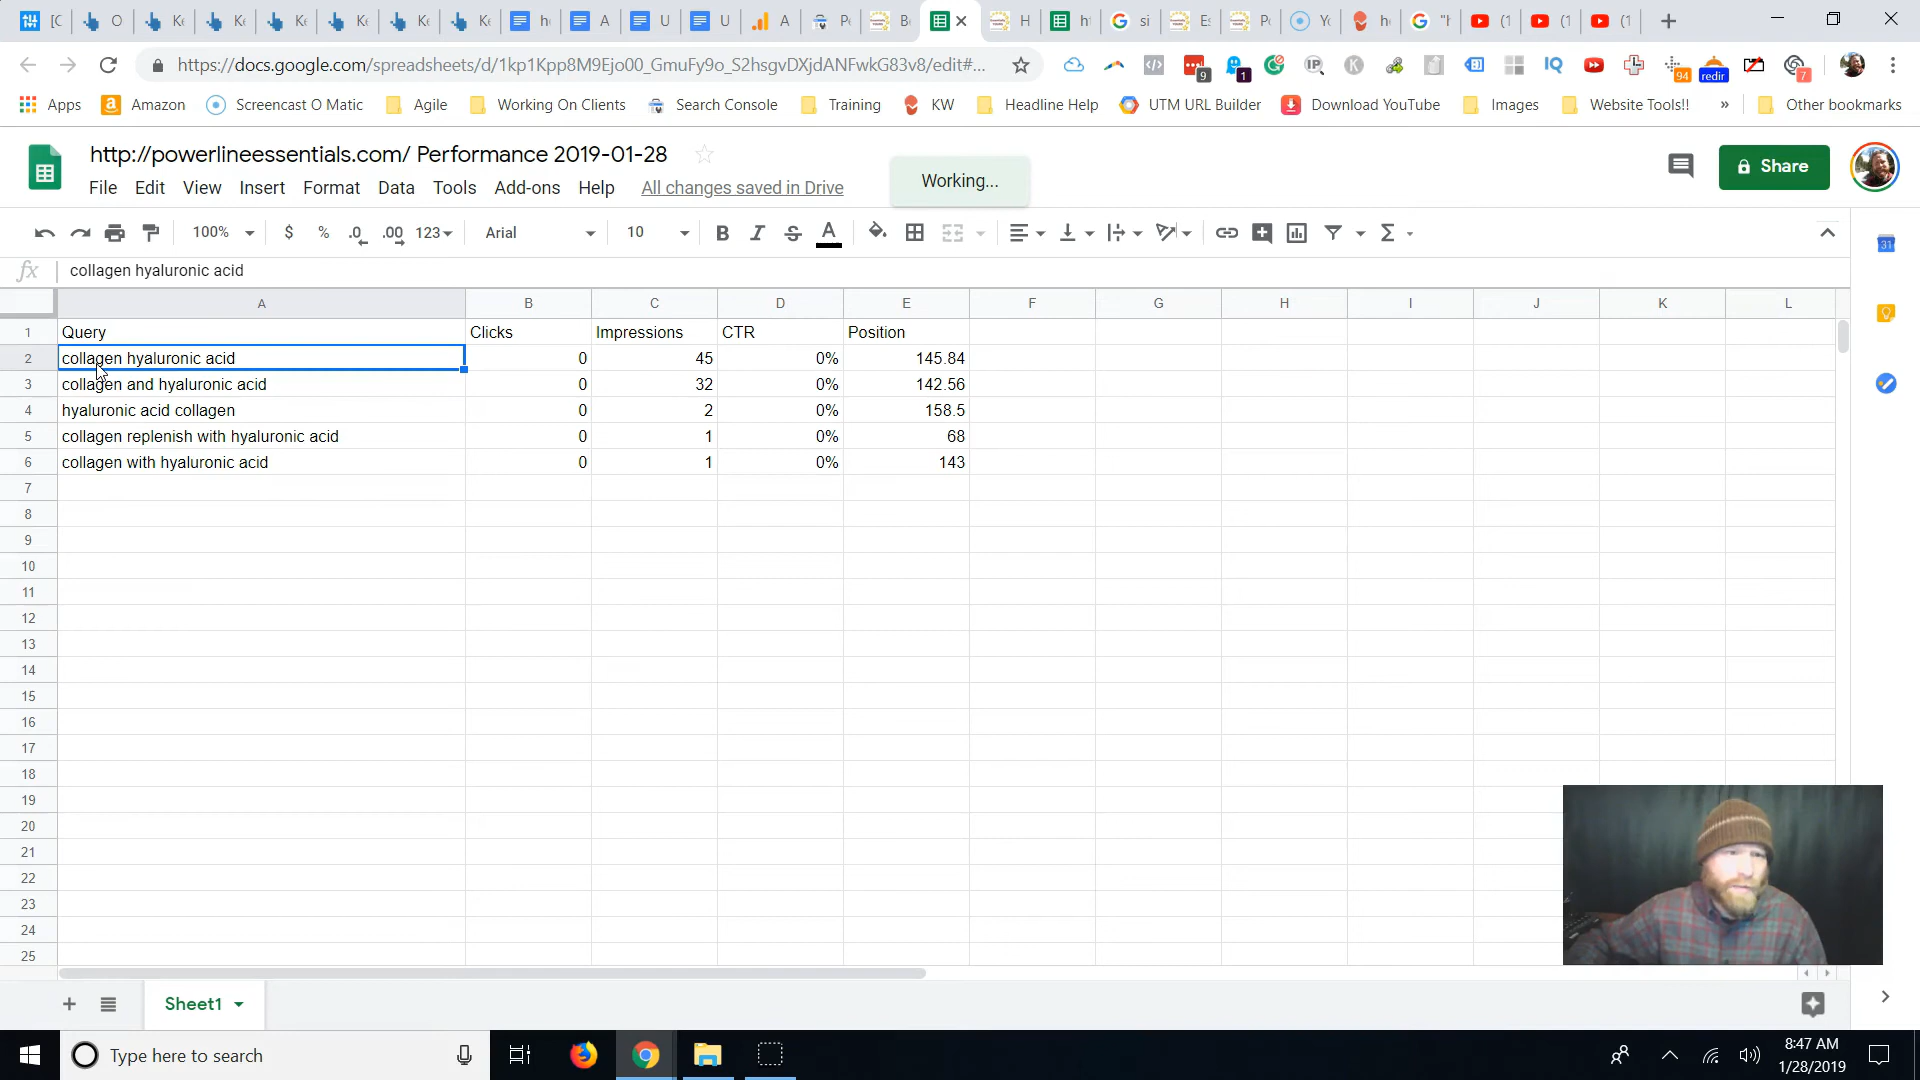 https://docs.google.com/spreadsheets/d/1kp1Kpp8M9Ejo00_GmuFy9o_S2hsgvDXjdANFwkG83v8/edit#...
9
1
94
redir
7
Apps
Amazon
Screencast O Matic
Agile
Working On Clients
Search Console
Training
KW
Headline Help
UTM URL Builder
Download YouTube
Images
Website Tools!!
»
Other bookmarks
http://powerlineessentials.com/ Performance 2019-01-28
Working...
Share
File Edit View Insert Format Data Tools Add-ons Help All changes saved in Drive
100% $ % .0 .00 123 Arial 10 B I S A
31
fx collagen hyaluronic acid
A B C D E F G H I J K L
1 Query Clicks Impressions CTR Position
2 collagen hyaluronic acid 0 45 0% 145.84
3 collagen and hyaluronic acid 0 32 0% 142.56
4 hyaluronic acid collagen 0 2 0% 158.5
5 collagen replenish with hyaluronic acid 0 1 0% 68
6 collagen with hyaluronic acid 0 1 0% 143
7
8
9
10
11
12
13
14
15
16
17
18
19
20
21
22
23
24
25
Sheet1
Type here to search
8:47 AM
1/28/2019